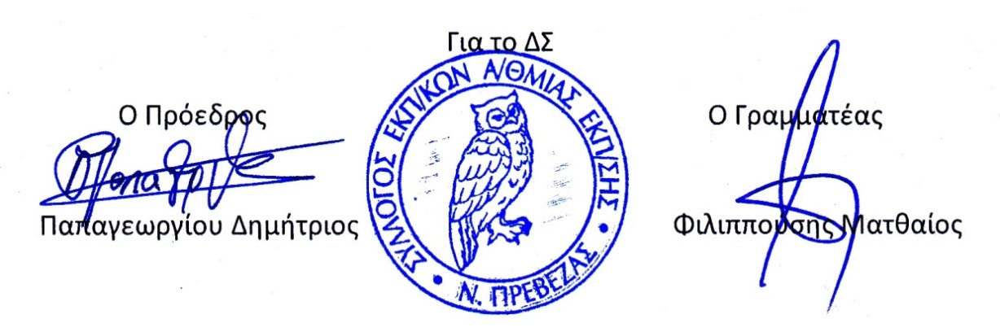 Για το ΔΣ
Ο Πρόεδρος
Ο Γραμματέας
ΣΥΛΛΟΓΟΣ ΕΚΠ/ΚΩΝ Α/ΘΜΙΑΣ ΕΚΠ/ΣΗΣ
• Ν. ΠΡΕΒΕΖΑΣ •
Παπαγεωργίου Δημήτριος
Φιλιππούσης Ματθαίος